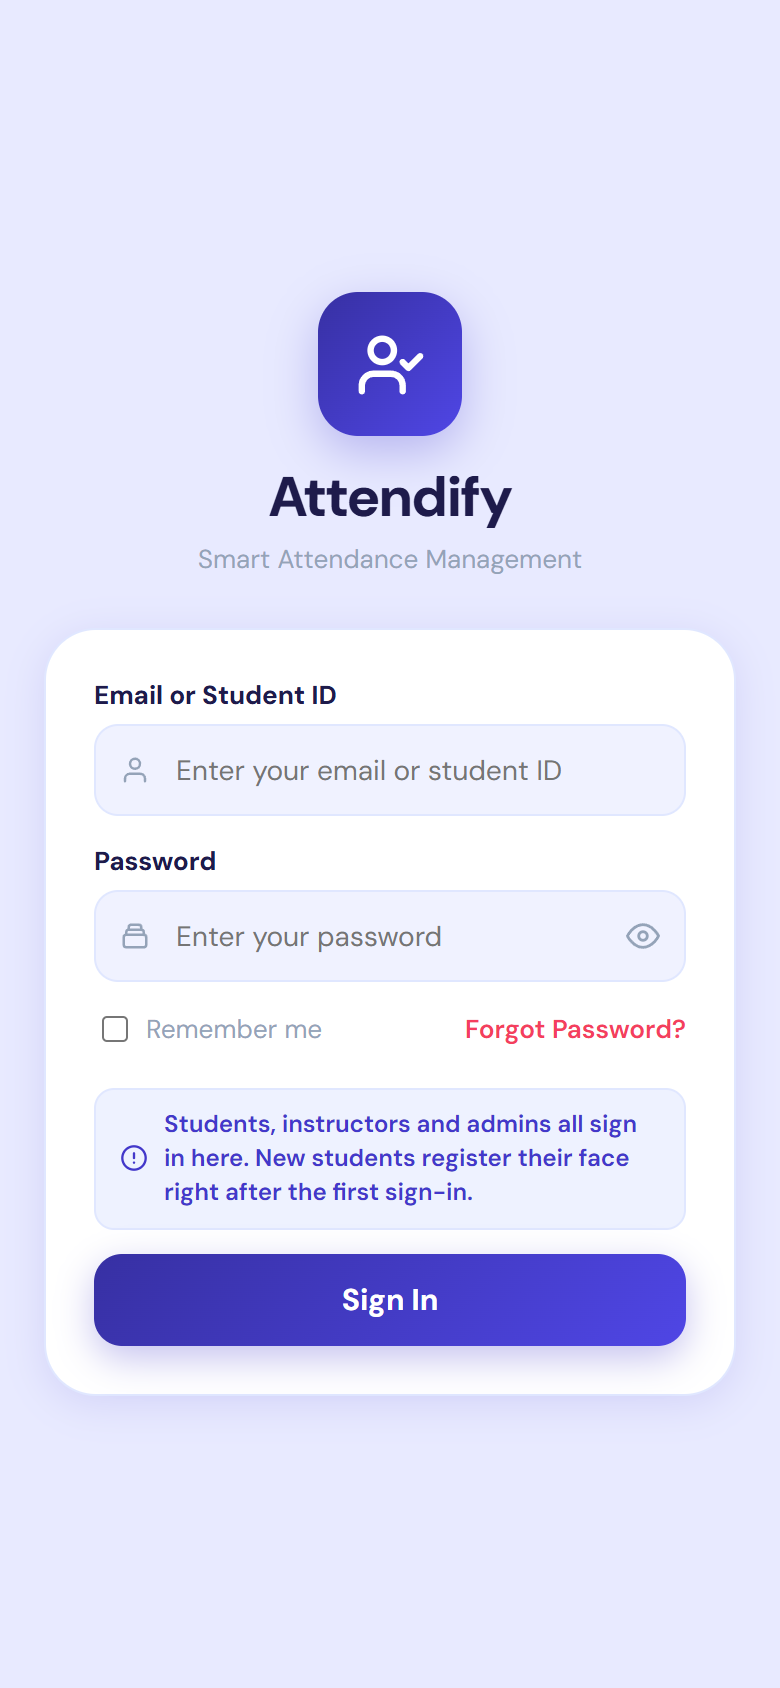 Attendify
Smart Attendance Management
Email or Student ID
Enter your email or student ID
Password
Enter your password
Remember me
Forgot Password?
Students, instructors and admins all sign
in here. New students register their face
right after the first sign-in.
Sign In